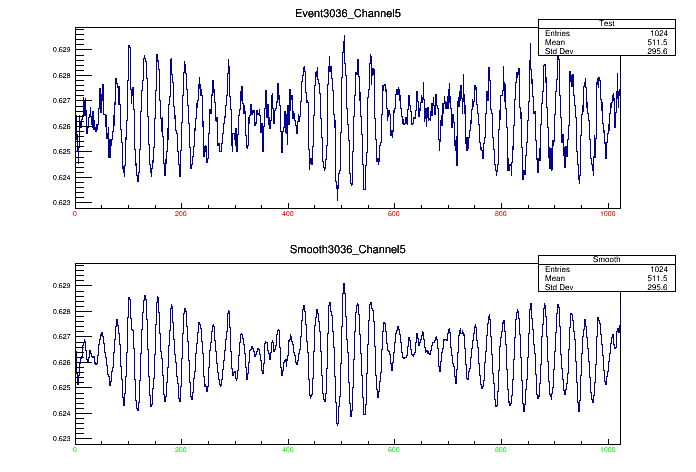 Event3036_Channel5
Test
Entries 1024
Mean 511.5
Std Dev 295.6
0.629
0.628
0.627
0.626
0.625
0.624
0.623
0 200 400 600 800 1000
Smooth3036_Channel5
Smooth
Entries 1024
Mean 511.5
Std Dev 295.6
0.629
0.628
0.627
0.626
0.625
0.624
0.623
0 200 400 600 800 1000